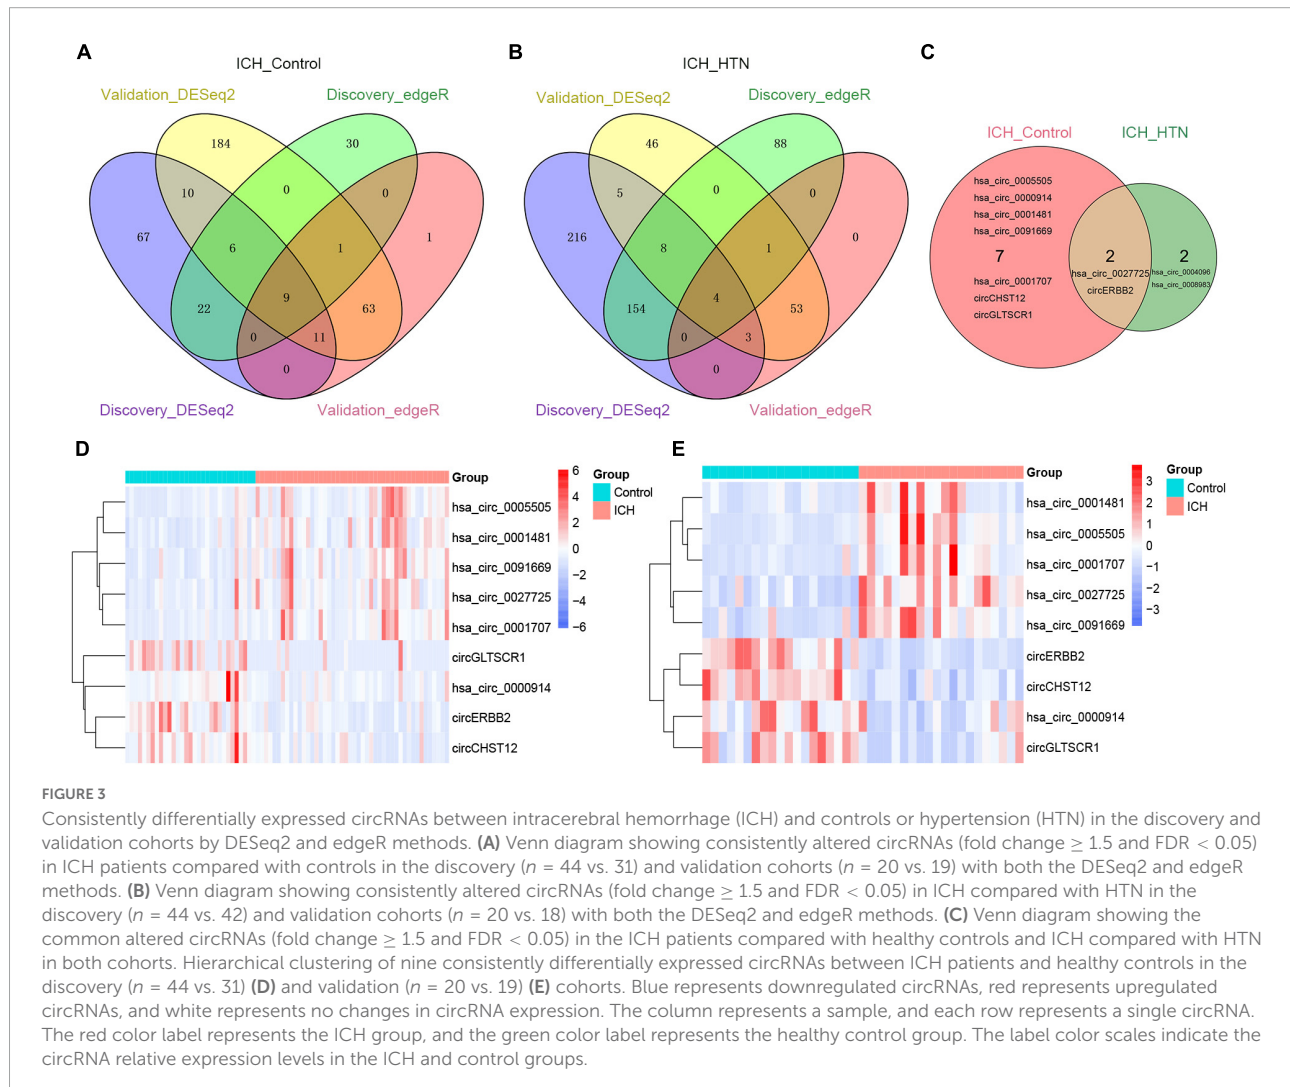 A
ICH_Control
Validation_DESeq2
Discovery_edgeR
184
30
10
0
0
67
6
1
1
22
9
63
0
11
0
Discovery_DESeq2
Validation_edgeR
B
ICH_HTN
Validation_DESeq2
Discovery_edgeR
46
88
5
0
0
216
8
1
0
154
4
53
0
3
0
Discovery_DESeq2
Validation_edgeR
C
ICH_Control
ICH_HTN
hsa_circ_0005505
hsa_circ_0000914
hsa_circ_0001481
hsa_circ_0091669
7
hsa_circ_0001707
circCHST12
circGLTSCR1
2
hsa_circ_0027725
circERBB2
2
hsa_circ_0004096
hsa_circ_0008983
D
Group
hsa_circ_0005505
hsa_circ_0001481
hsa_circ_0091669
hsa_circ_0027725
hsa_circ_0001707
circGLTSCR1
hsa_circ_0000914
circERBB2
circCHST12
6
4
2
0
−2
−4
−6
Group
Control
ICH
E
Group
hsa_circ_0001481
hsa_circ_0005505
hsa_circ_0001707
hsa_circ_0027725
hsa_circ_0091669
circERBB2
circCHST12
hsa_circ_0000914
circGLTSCR1
3
2
1
0
−1
−2
−3
Group
Control
ICH
FIGURE 3
Consistently differentially expressed circRNAs between intracerebral hemorrhage (ICH) and controls or hypertension (HTN) in the discovery and
validation cohorts by DESeq2 and edgeR methods. (A) Venn diagram showing consistently altered circRNAs (fold change ≥ 1.5 and FDR < 0.05)
in ICH patients compared with controls in the discovery (n = 44 vs. 31) and validation cohorts (n = 20 vs. 19) with both the DESeq2 and edgeR
methods. (B) Venn diagram showing consistently altered circRNAs (fold change ≥ 1.5 and FDR < 0.05) in ICH compared with HTN in the
discovery (n = 44 vs. 42) and validation cohorts (n = 20 vs. 18) with both the DESeq2 and edgeR methods. (C) Venn diagram showing the
common altered circRNAs (fold change ≥ 1.5 and FDR < 0.05) in the ICH patients compared with healthy controls and ICH compared with HTN
in both cohorts. Hierarchical clustering of nine consistently differentially expressed circRNAs between ICH patients and healthy controls in the
discovery (n = 44 vs. 31) (D) and validation (n = 20 vs. 19) (E) cohorts. Blue represents downregulated circRNAs, red represents upregulated
circRNAs, and white represents no changes in circRNA expression. The column represents a sample, and each row represents a single circRNA.
The red color label represents the ICH group, and the green color label represents the healthy control group. The label color scales indicate the
circRNA relative expression levels in the ICH and control groups.